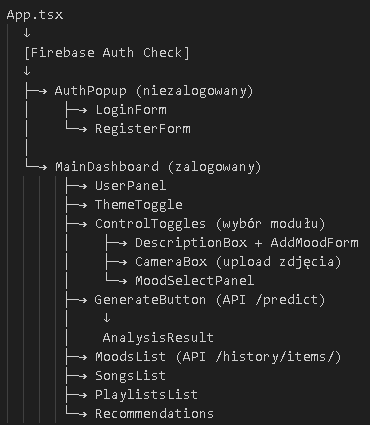 App.tsx
↓
[Firebase Auth Check]
↓
├─→ AuthPopup (niezalogowany)
│ ├─→ LoginForm
│ └─→ RegisterForm
│
└─→ MainDashboard (zalogowany)
├─→ UserPanel
├─→ ThemeToggle
├─→ ControlToggles (wybór modułu)
│ ├─→ DescriptionBox + AddMoodForm
│ ├─→ CameraBox (upload zdjęcia)
│ └─→ MoodSelectPanel
├─→ GenerateButton (API /predict)
│ ↓
│ AnalysisResult
├─→ MoodsList (API /history/items/)
├─→ SongsList
├─→ PlaylistsList
└─→ Recommendations